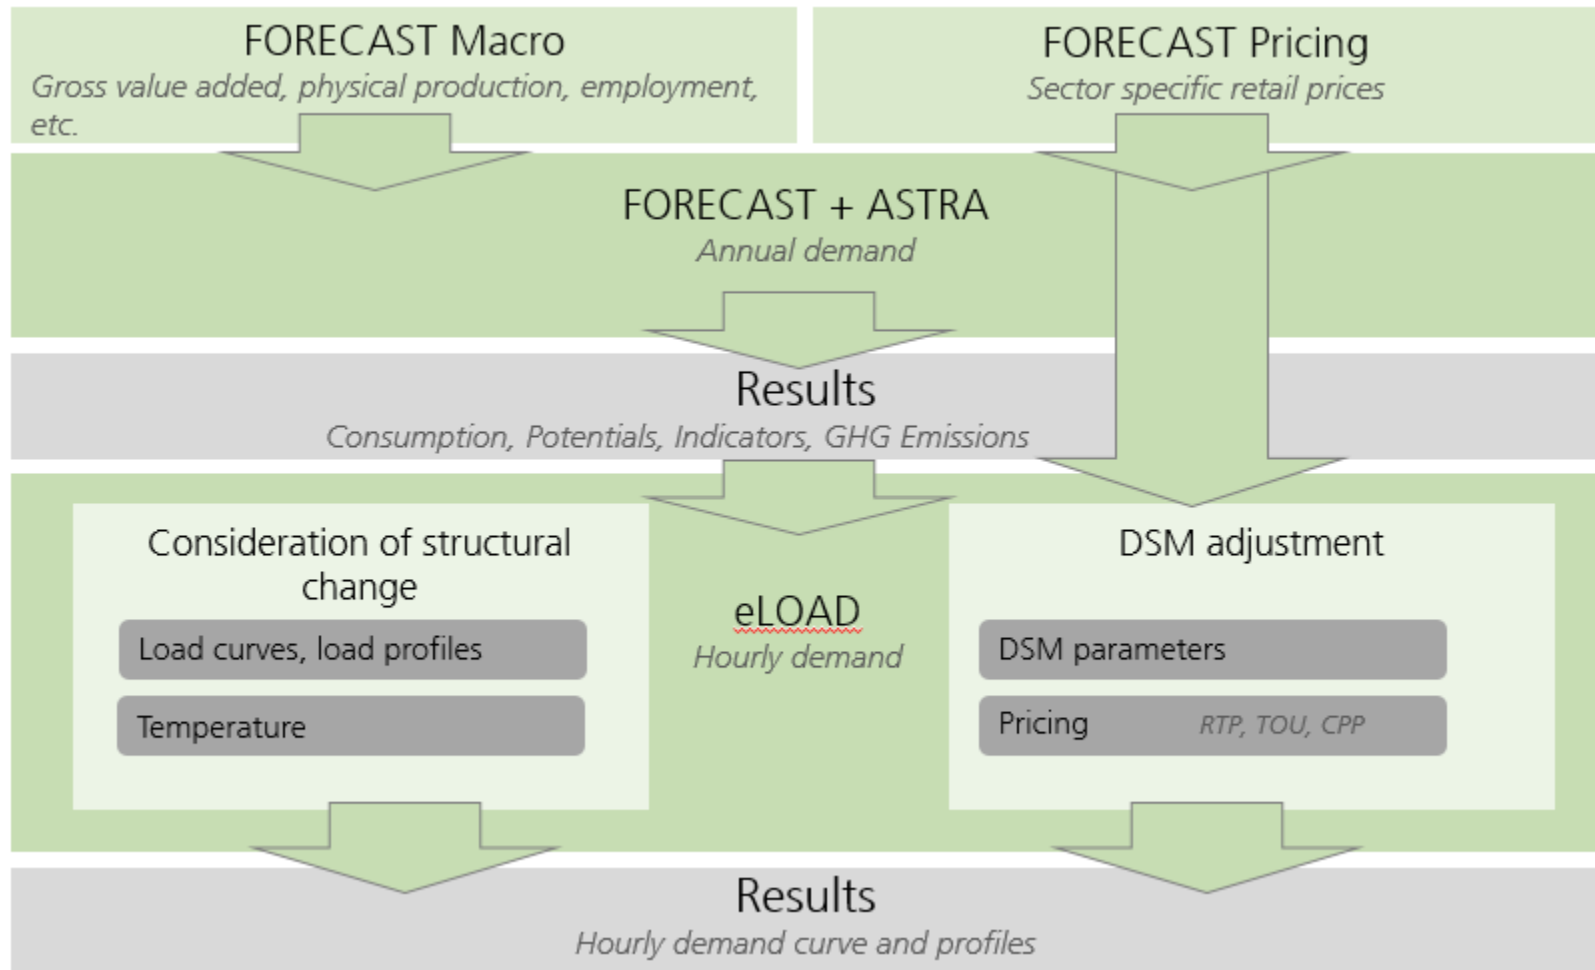 FORECAST Macro
Gross value added, physical production, employment,
etc.
FORECAST Pricing
Sector specific retail prices
FORECAST + ASTRA
Annual demand
Results
Consumption, Potentials, Indicators, GHG Emissions
Consideration of structural
change
Load curves, load profiles
Temperature
eLOAD
Hourly demand
DSM adjustment
DSM parameters
Pricing RTP, TOU, CPP
Results
Hourly demand curve and profiles